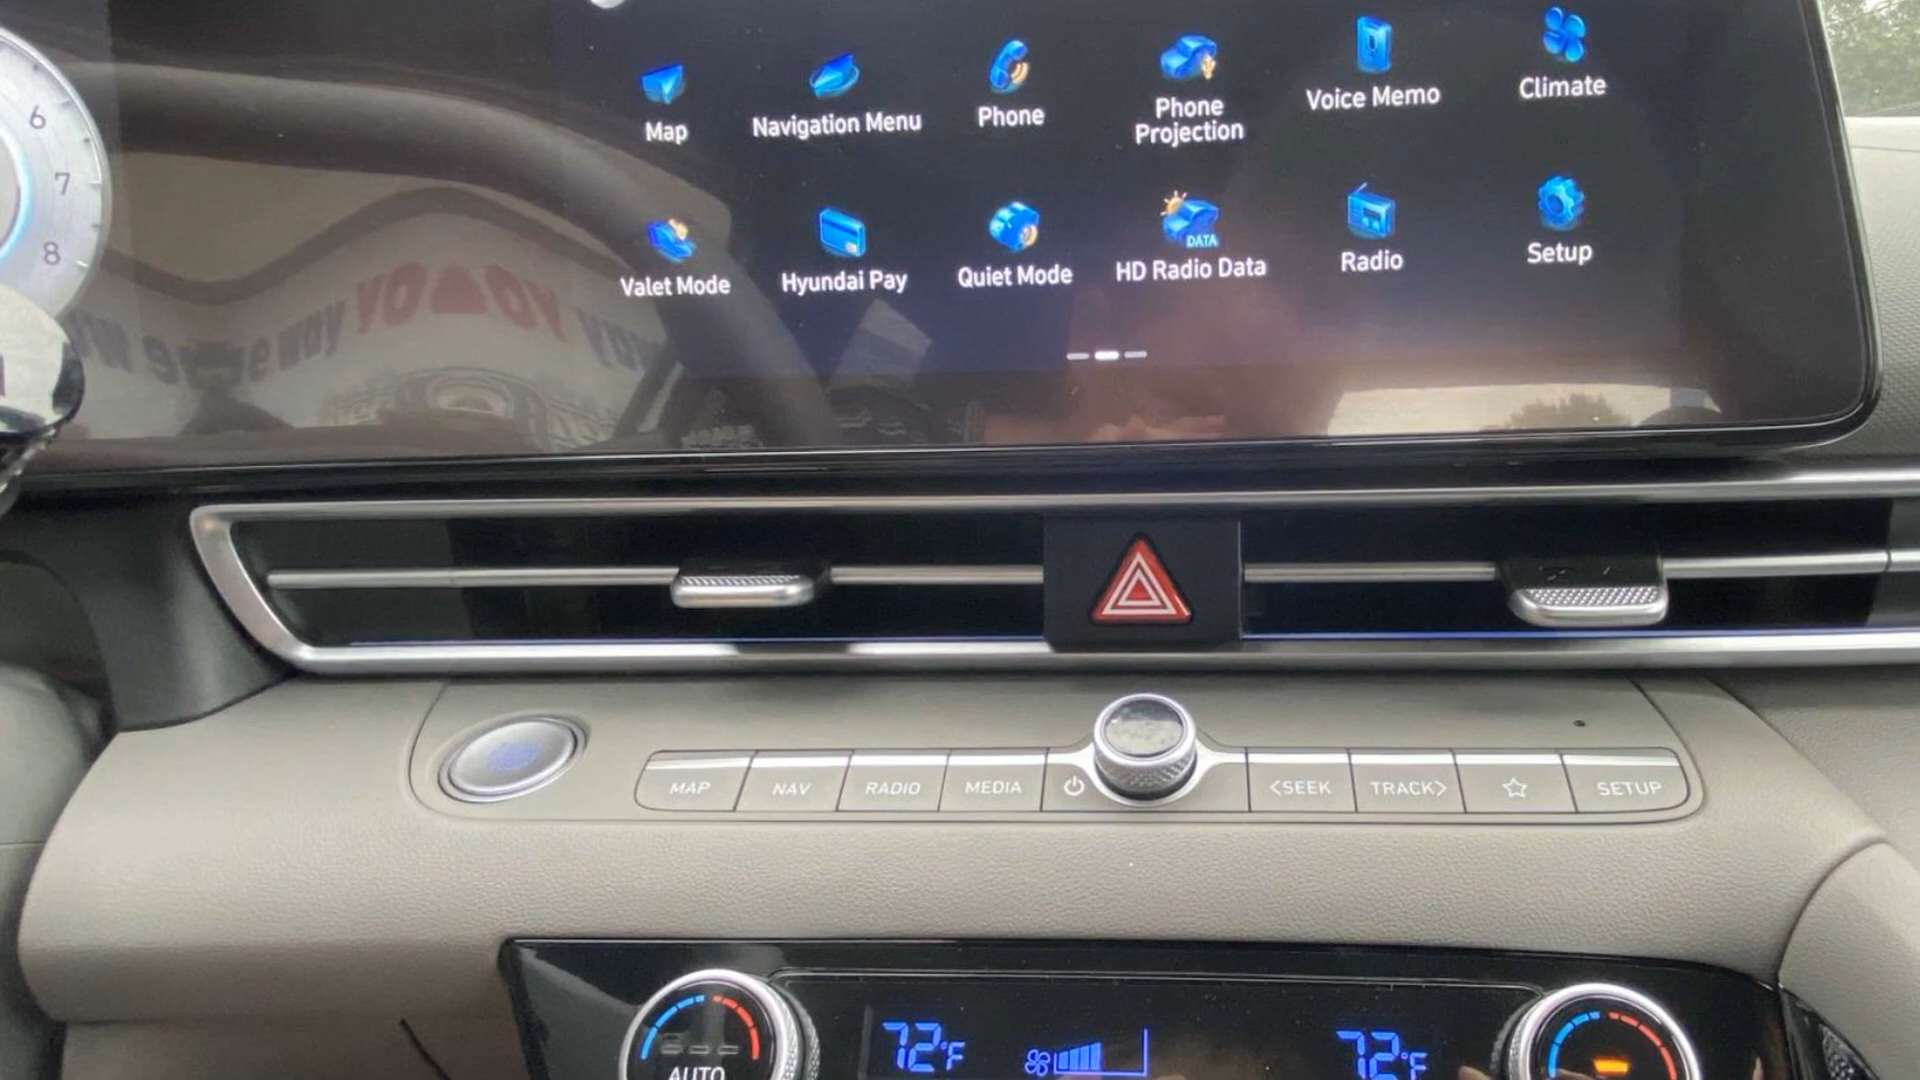 6
7
8
Map
Navigation Menu
Phone
Phone
Projection
Voice Memo
Climate
Valet Mode
Hyundai Pay
Quiet Mode
DATA
HD Radio Data
Radio
Setup
MAP
NAV
RADIO
MEDIA
<SEEK
TRACK>
SETUP
72°F
72°F
AUTO